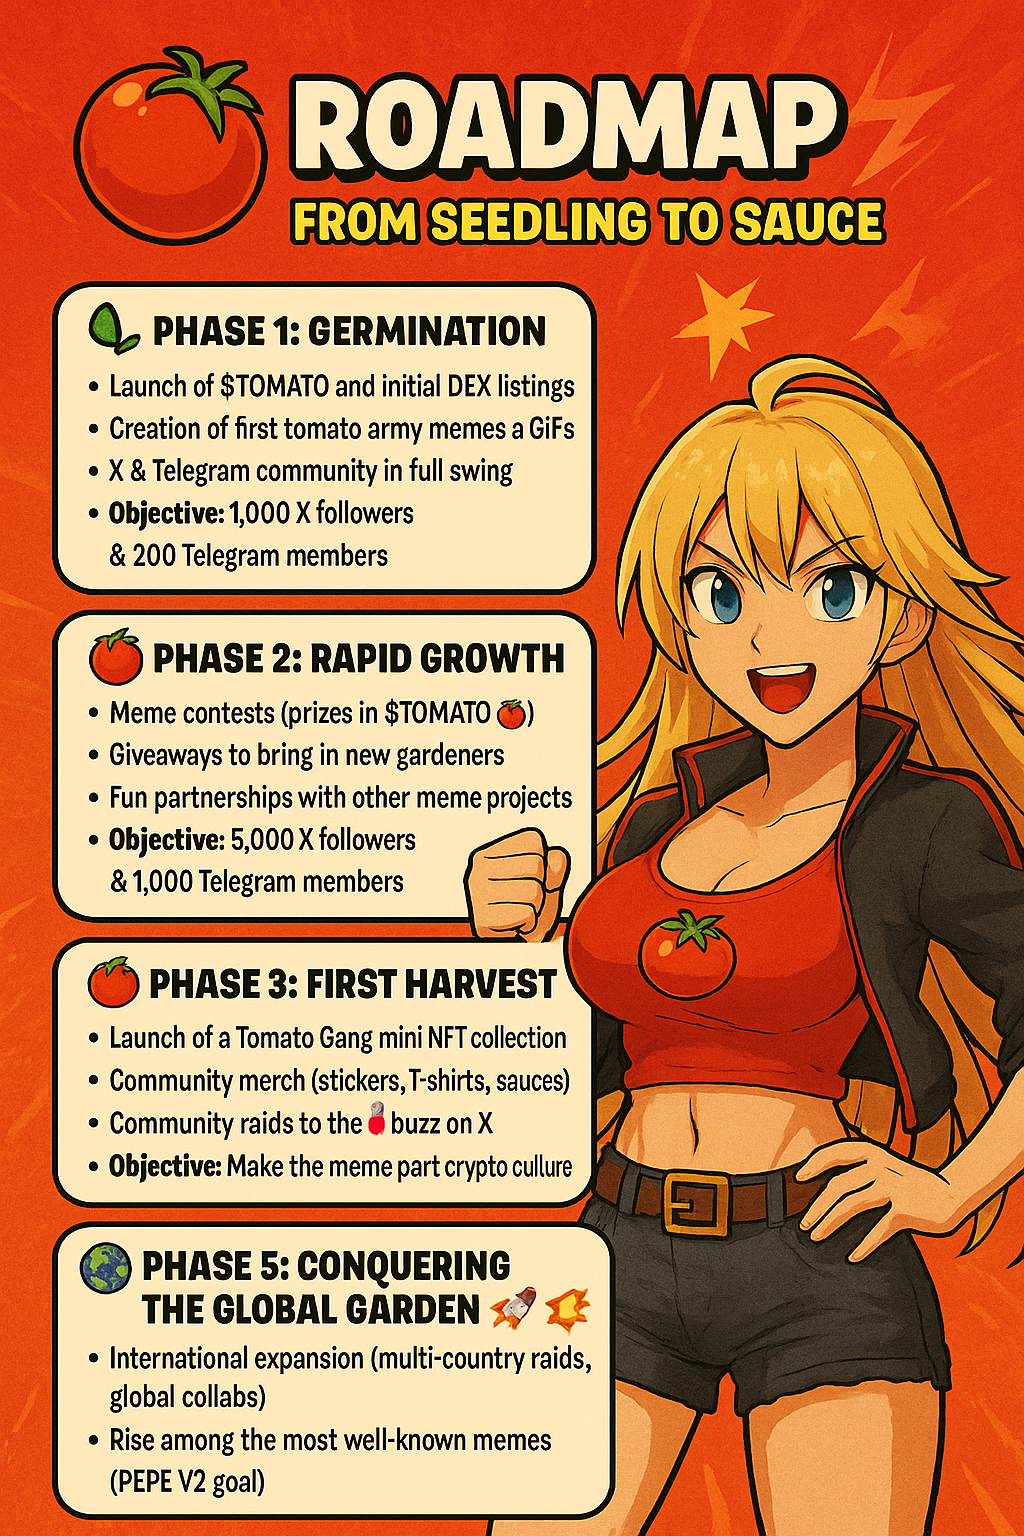 ROADMAP
FROM SEEDLING TO SAUCE
PHASE 1: GERMINATION
• Launch of $TOMATO and initial DEX listings
• Creation of first tomato army memes a GiFs
• X & Telegram community in full swing
• Objective: 1,000 X followers
& 200 Telegram members
PHASE 2: RAPID GROWTH
• Meme contests (prizes in $TOMATO 🍅)
• Giveaways to bring in new gardeners
• Fun partnerships with other meme projects
• Objective: 5,000 X followers
& 1,000 Telegram members
PHASE 3: FIRST HARVEST
• Launch of a Tomato Gang mini NFT collection
• Community merch (stickers, T-shirts, sauces)
• Community raids to the buzz on X
• Objective: Make the meme part crypto culture
PHASE 5: CONQUERING
THE GLOBAL GARDEN
• International expansion (multi-country raids,
global collabs)
• Rise among the most well-known memes
(PEPE V2 goal)